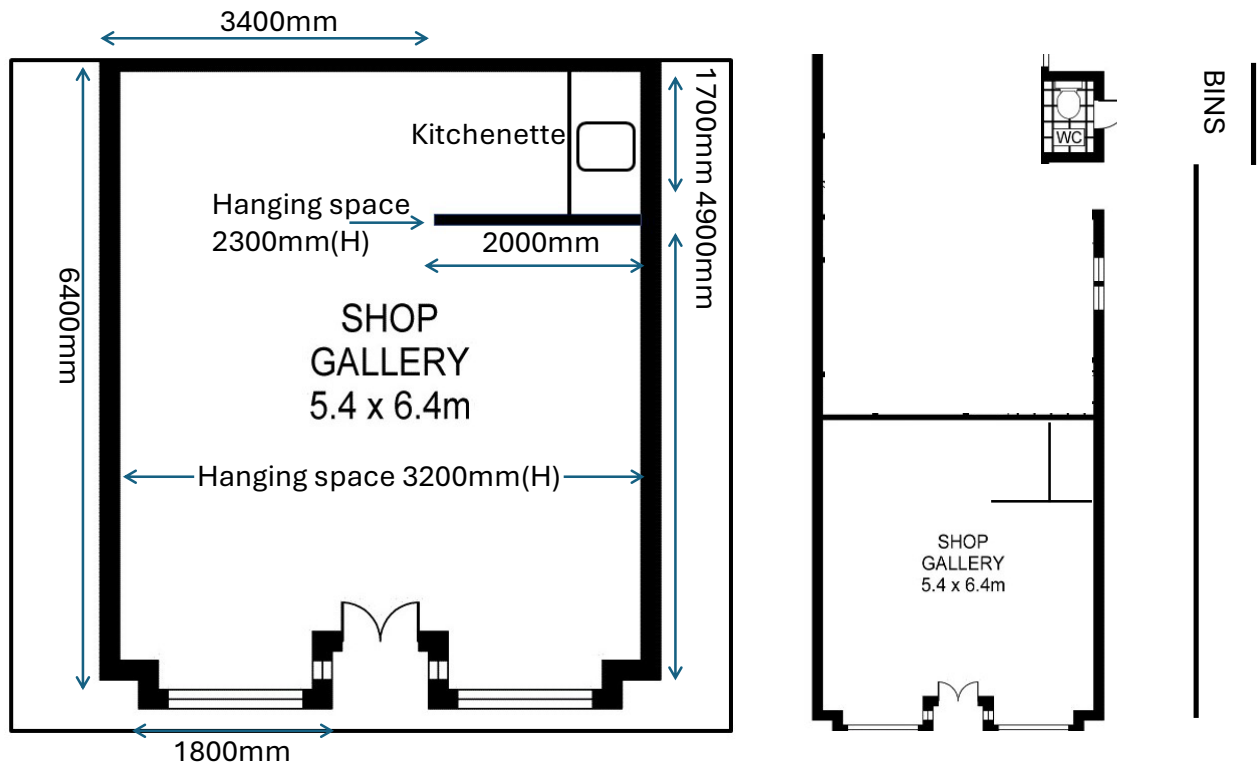 3400mm
Kitchenette
1700mm 4900mm
Hanging space
2300mm(H)
2000mm
6400mm
SHOP
GALLERY
5.4 x 6.4m
Hanging space 3200mm(H)
1800mm
WC
BINS
SHOP
GALLERY
5.4 x 6.4m